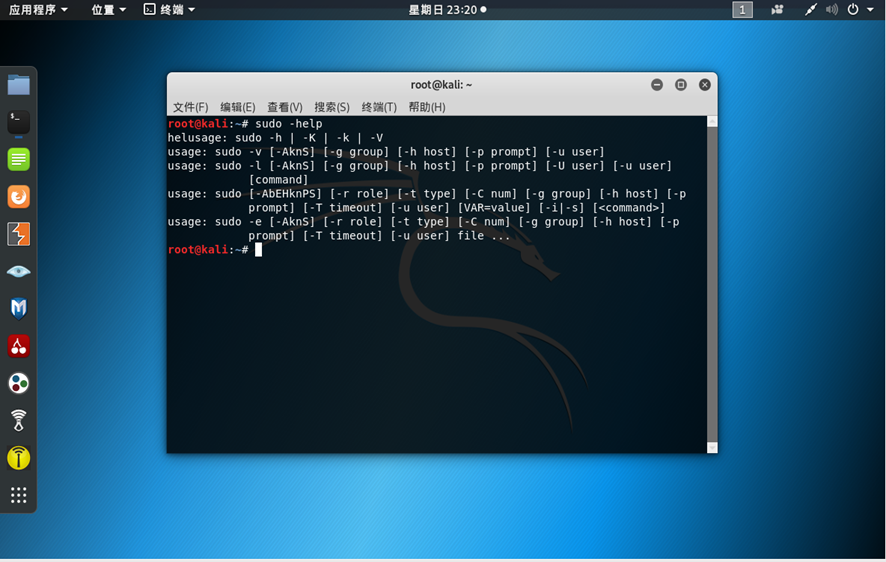 应用程序 位置 终端 星期日 23:20 1
root@kali: ~
文件(F) 编辑(E) 查看(V) 搜索(S) 终端(T) 帮助(H)
root@kali:~# sudo -help
helusage: sudo -h | -K | -k | -V
usage: sudo -v [-AknS] [-g group] [-h host] [-p prompt] [-u user]
usage: sudo -l [-AknS] [-g group] [-h host] [-p prompt] [-U user] [-u user]
[command]
usage: sudo [-AbEHknPS] [-r role] [-t type] [-C num] [-g group] [-h host] [-p
prompt] [-T timeout] [-u user] [VAR=value] [-i|-s] [<command>]
usage: sudo -e [-AknS] [-r role] [-t type] [-C num] [-g group] [-h host] [-p
prompt] [-T timeout] [-u user] file ...
root@kali:~#